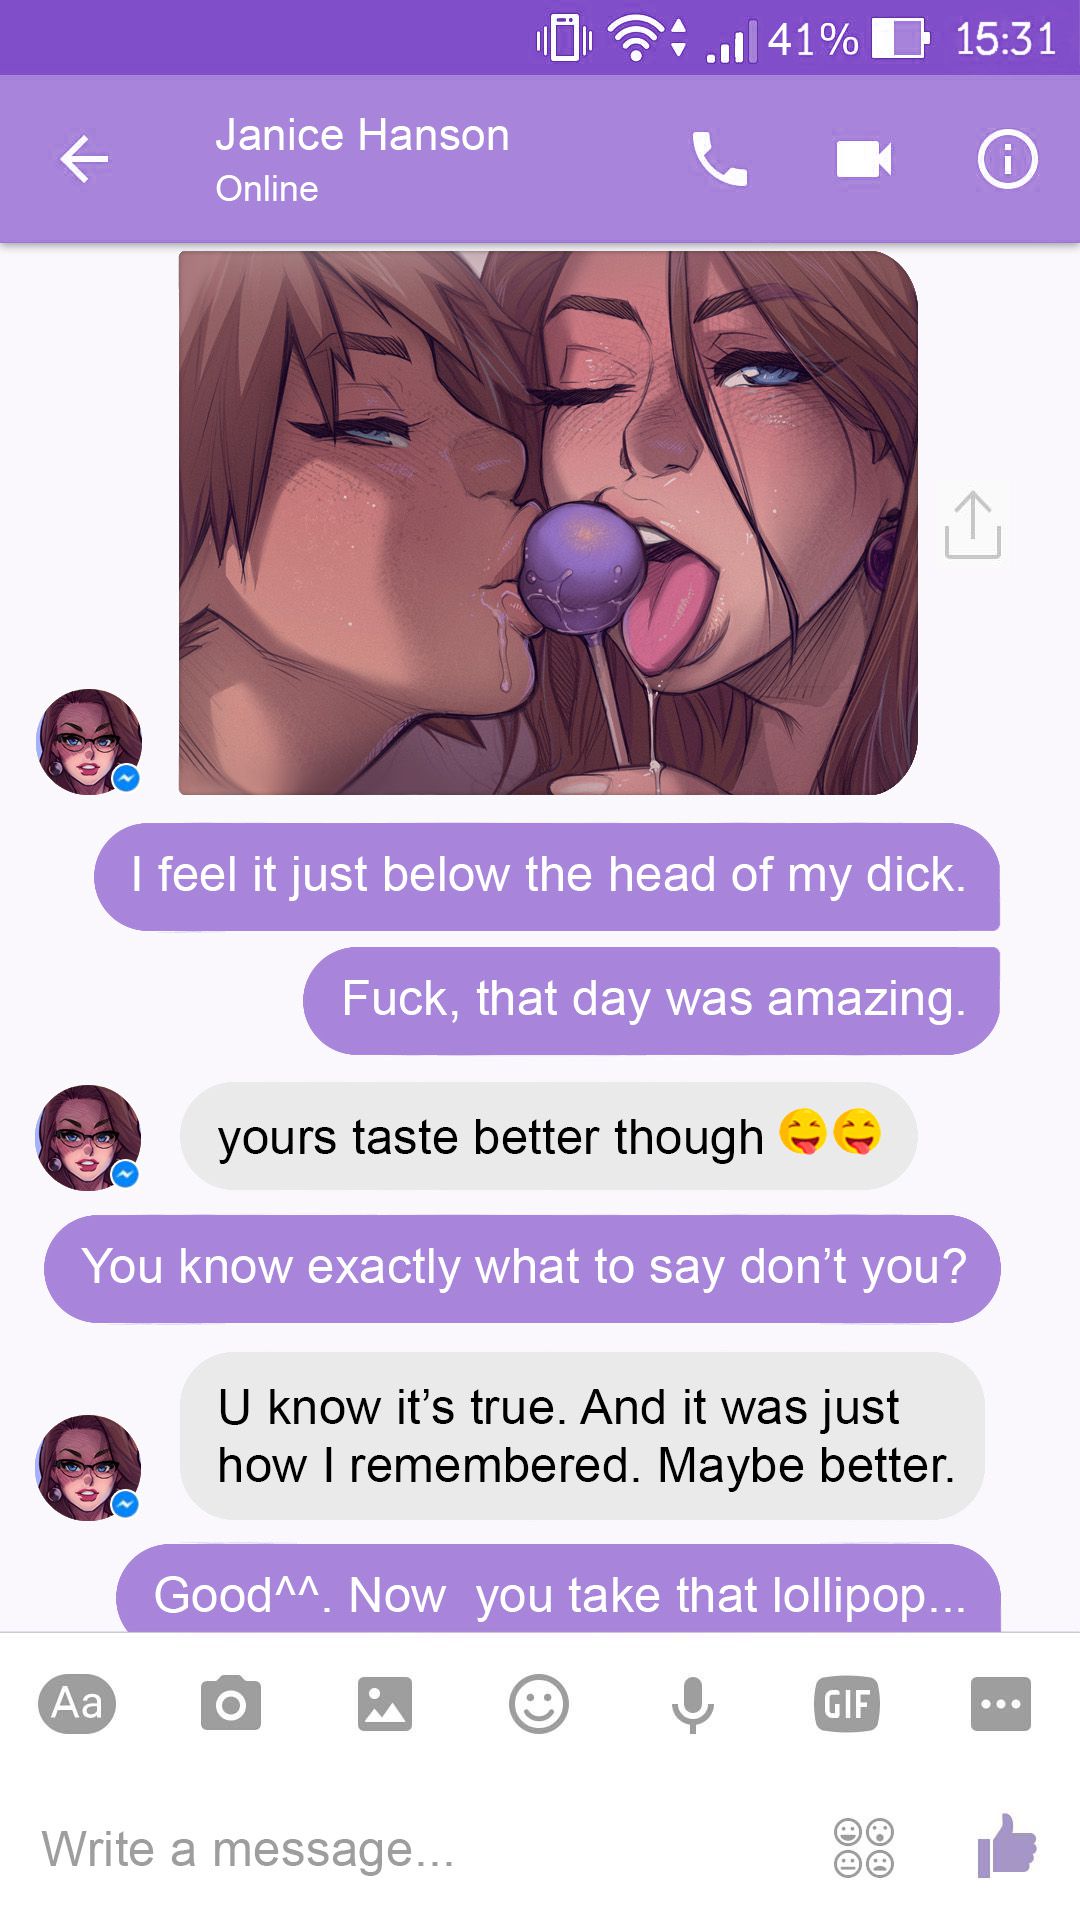 41% 15:31
Janice Hanson
Online
I feel it just below the head of my dick.
Fuck, that day was amazing.
yours taste better though 😝😝
You know exactly what to say don’t you?
U know it’s true. And it was just
how I remembered. Maybe better.
Good^^. Now  you take that lollipop...
Aa
GIF
Write a message...